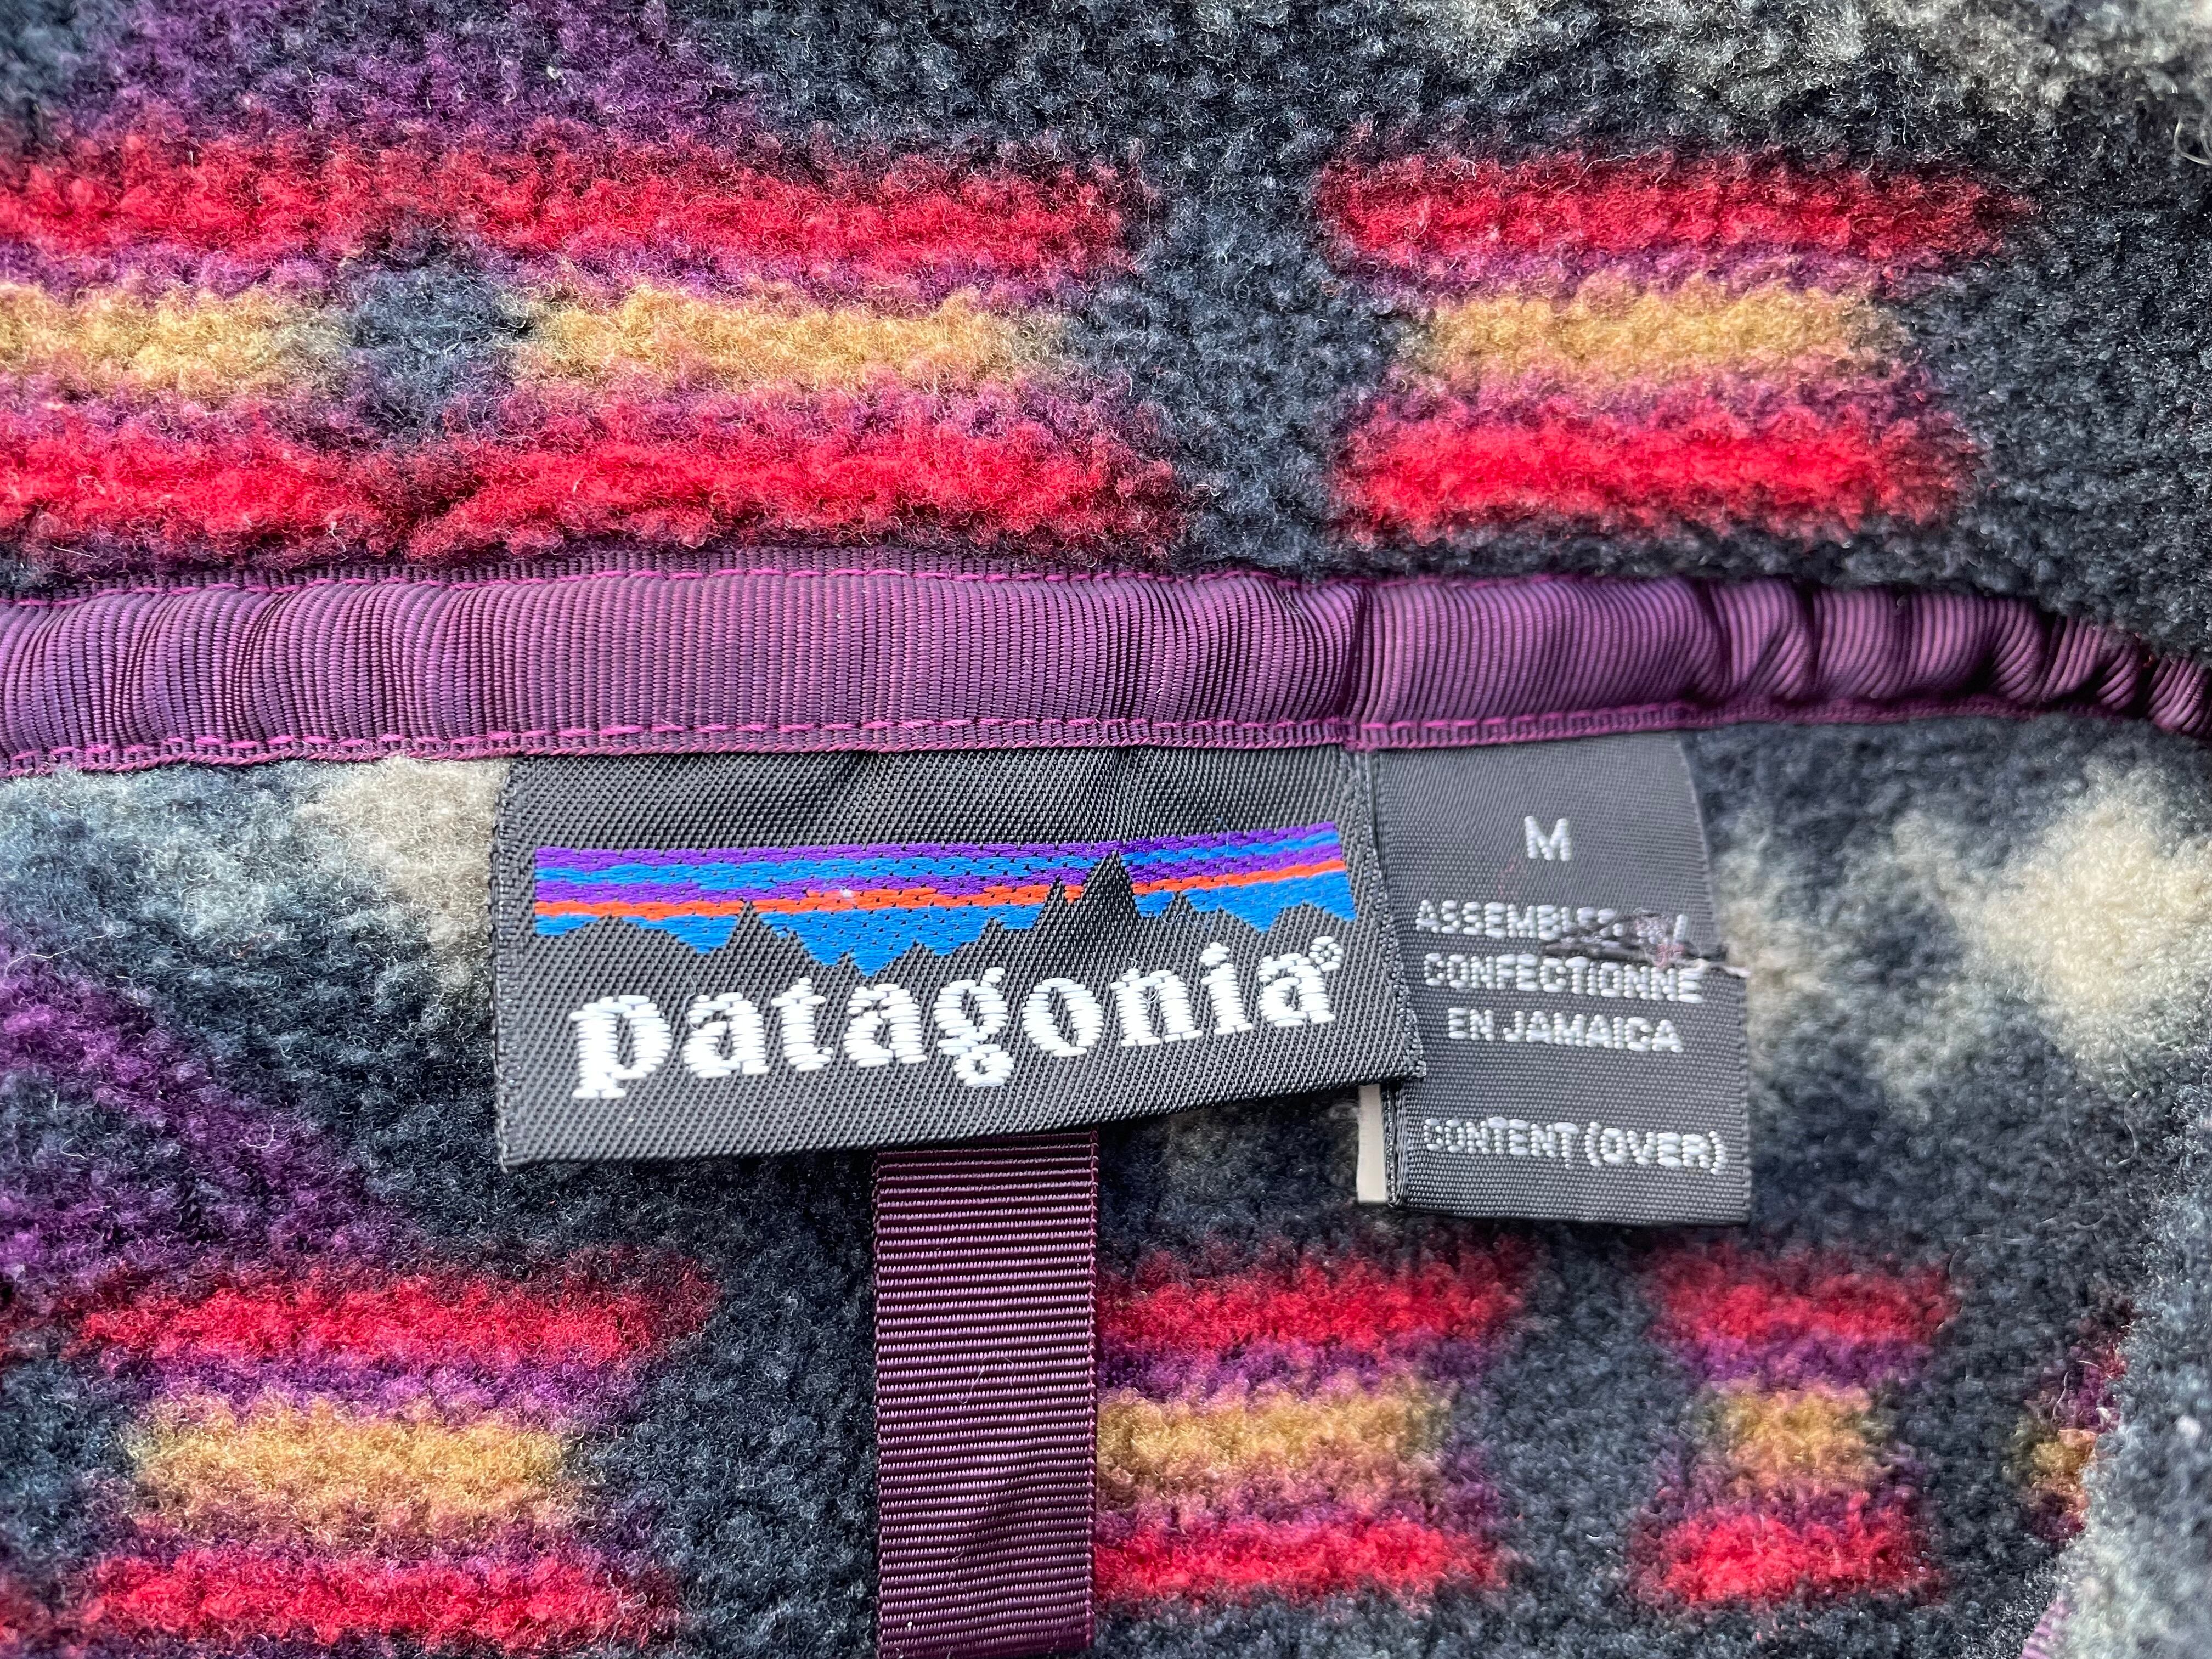 patagonia®
M
ASSEMBLED IN
CONFECTIONNE
EN JAMAICA
CONTENT (OVER)